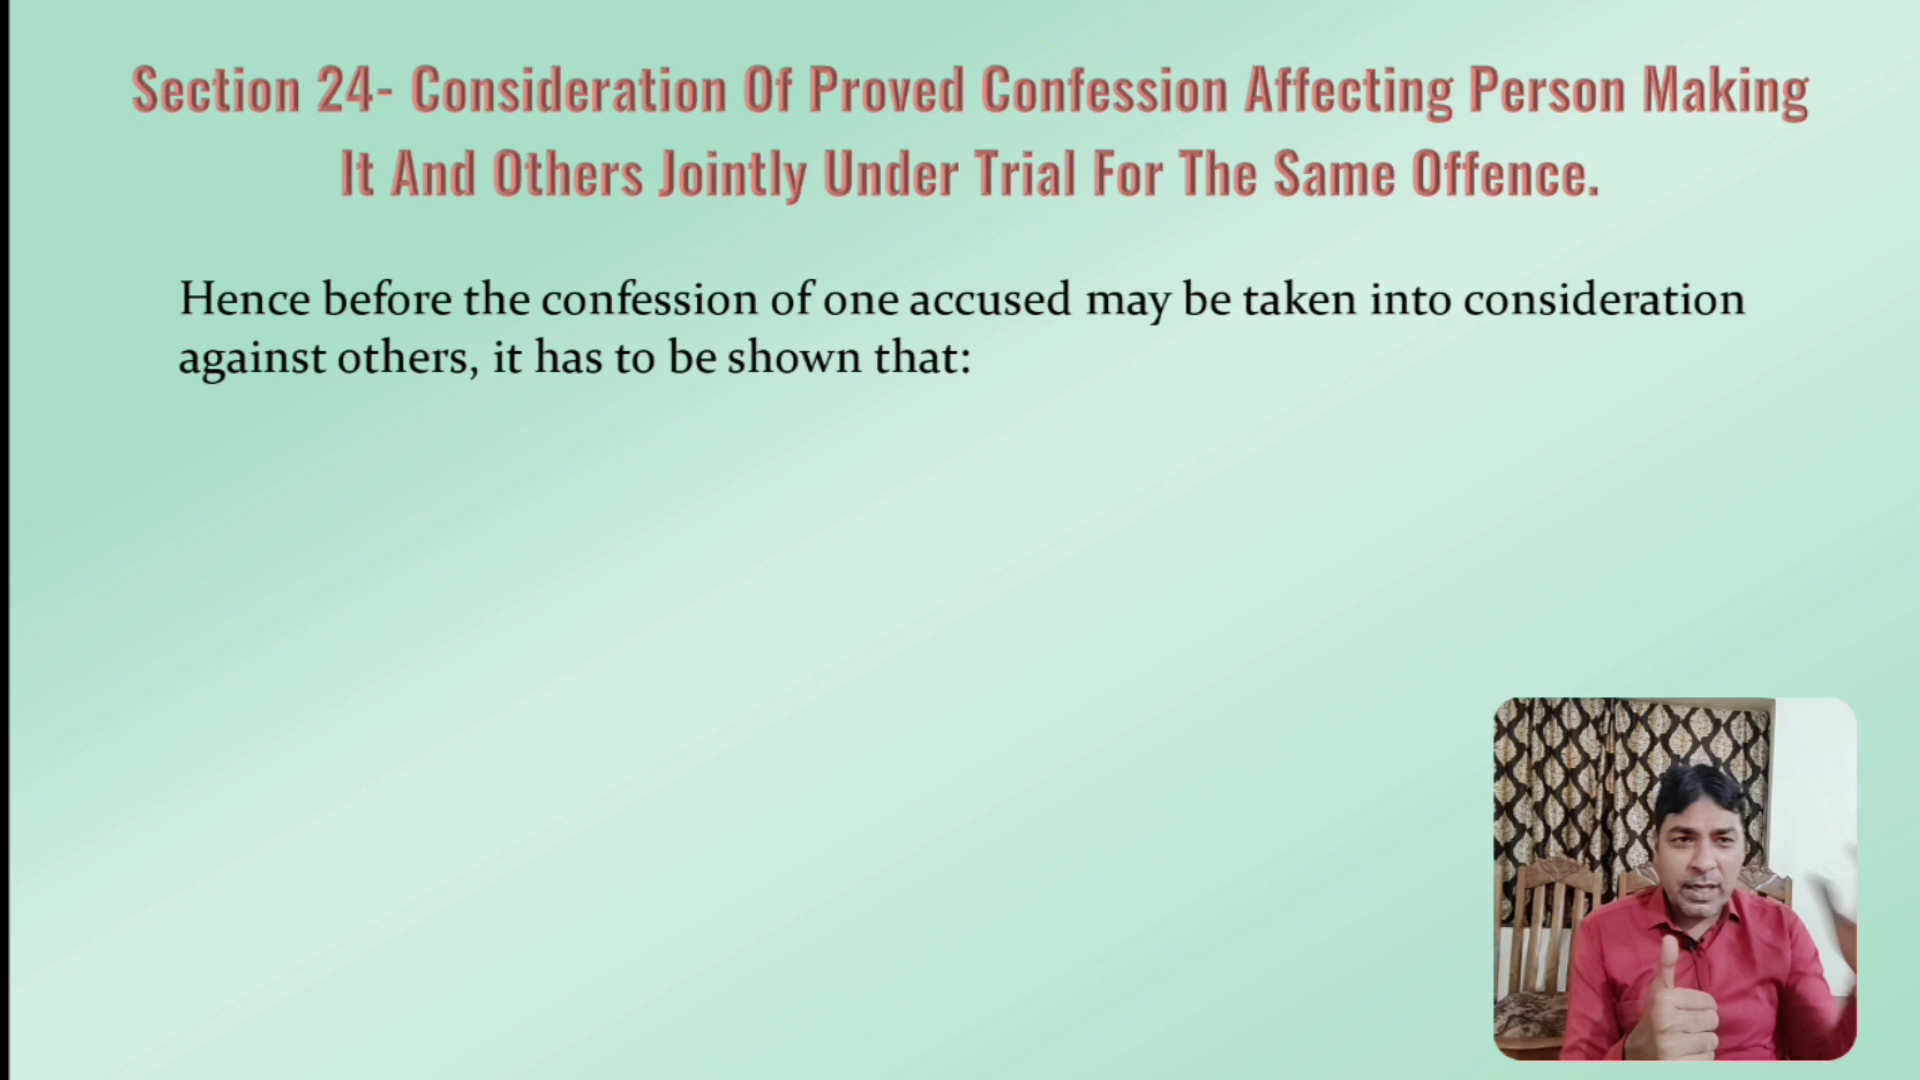 Section 24- Consideration Of Proved Confession Affecting Person Making
It And Others Jointly Under Trial For The Same Offence.
Hence before the confession of one accused may be taken into consideration
against others, it has to be shown that: